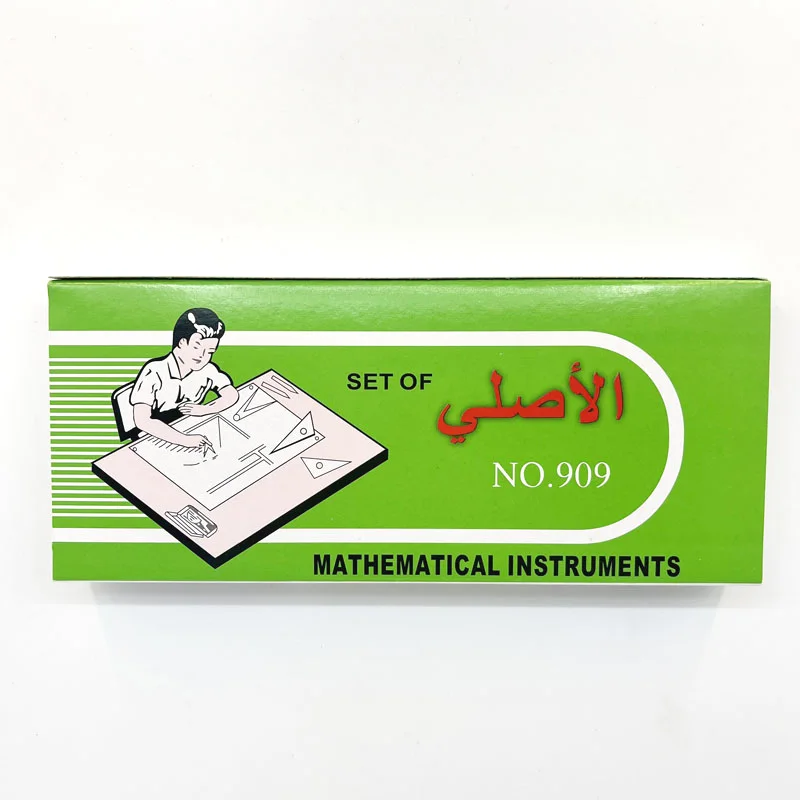 SET OF
الأصلي
NO.909
MATHEMATICAL INSTRUMENTS